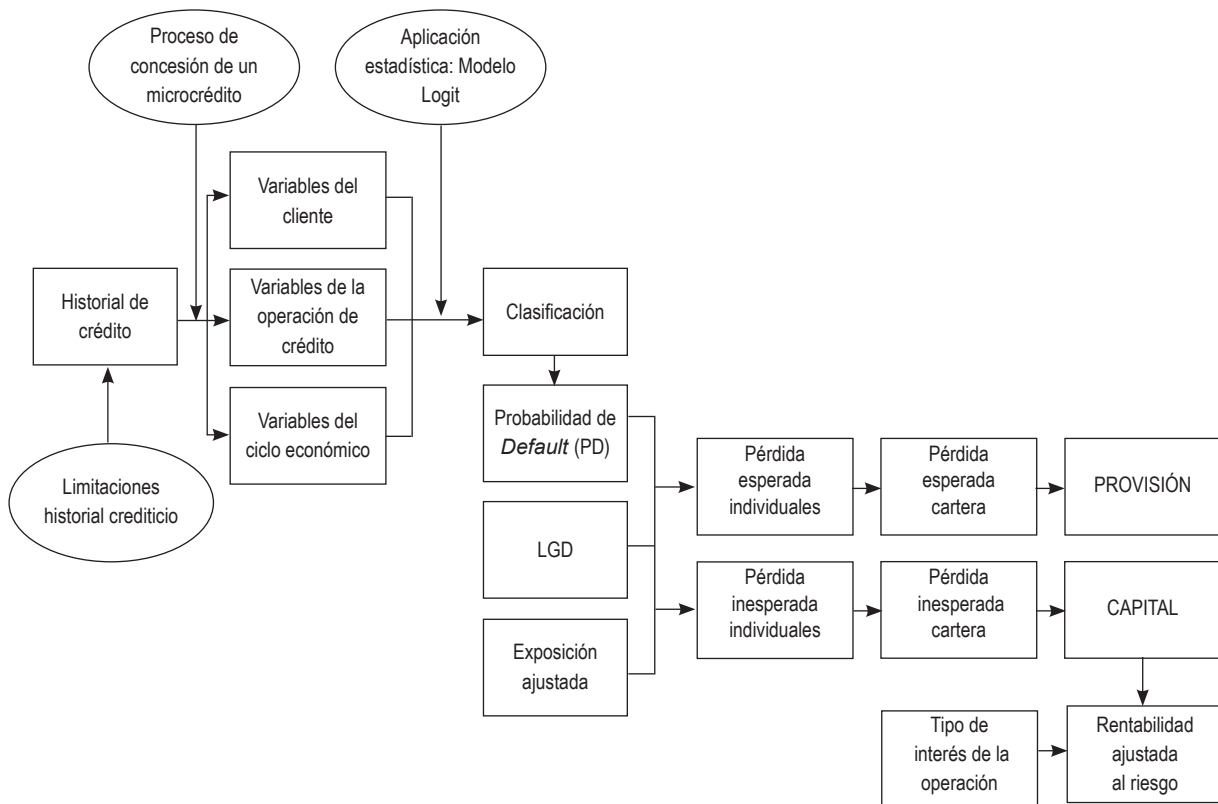 Proceso de
concesión de un
microcrédito
Aplicación
estadística: Modelo
Logit
Variables del
cliente
Historial de
crédito
Variables de la
operación de
crédito
Clasificación
Variables del
ciclo económico
Limitaciones
historial crediticio
Probabilidad de
Default (PD)
Pérdida
esperada
individuales
Pérdida
esperada
cartera
PROVISIÓN
LGD
Pérdida
inesperada
individuales
Pérdida
inesperada
cartera
CAPITAL
Exposición
ajustada
Tipo de
interés de la
operación
Rentabilidad
ajustada
al riesgo